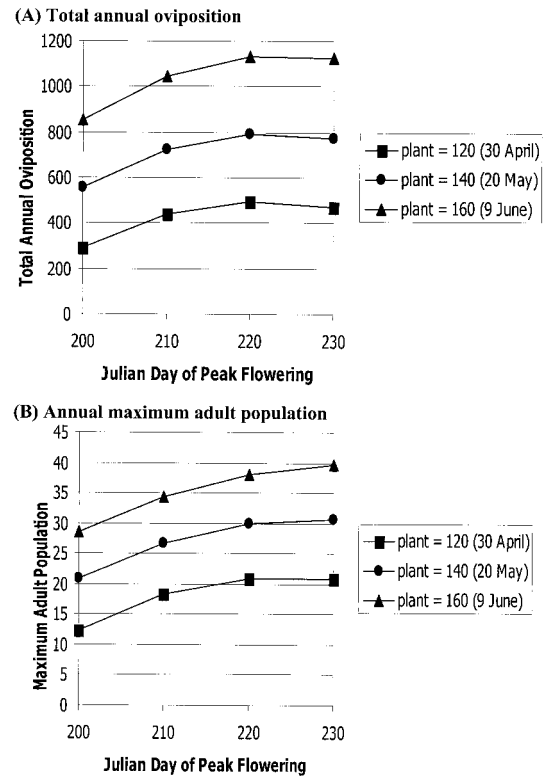 (A) Total annual oviposition
1200
1000
800
600
400
200
0
Total Annual Oviposition
200 210 220 230
Julian Day of Peak Flowering
plant = 120 (30 April)
plant = 140 (20 May)
plant = 160 (9 June)
(B) Annual maximum adult population
45
40
35
30
25
20
15
10
5
0
Maximum Adult Population
200 210 220 230
Julian Day of Peak Flowering
plant = 120 (30 April)
plant = 140 (20 May)
plant = 160 (9 June)